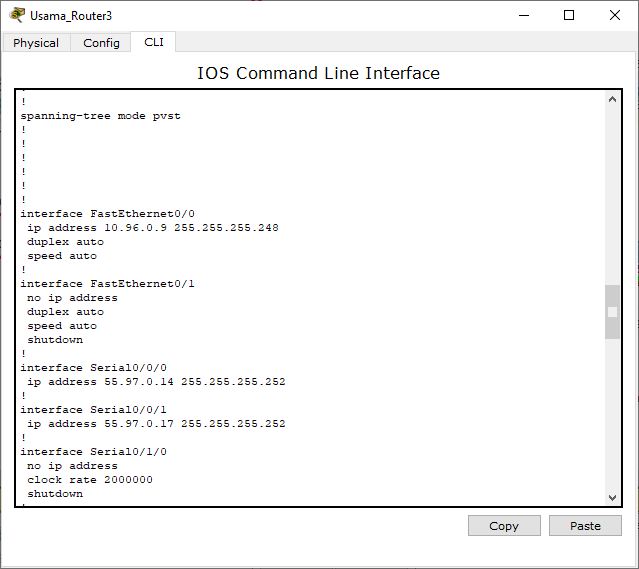 Usama_Router3
Physical Config CLI
IOS Command Line Interface
!
!
spanning-tree mode pvst
!
!
!
!
!
!
interface FastEthernet0/0
 ip address 10.96.0.9 255.255.255.248
 duplex auto
 speed auto
!
interface FastEthernet0/1
 no ip address
 duplex auto
 speed auto
 shutdown
!
interface Serial0/0/0
 ip address 55.97.0.14 255.255.255.252
!
interface Serial0/0/1
 ip address 55.97.0.17 255.255.255.252
!
interface Serial0/1/0
 no ip address
 clock rate 2000000
 shutdown
!
Copy Paste